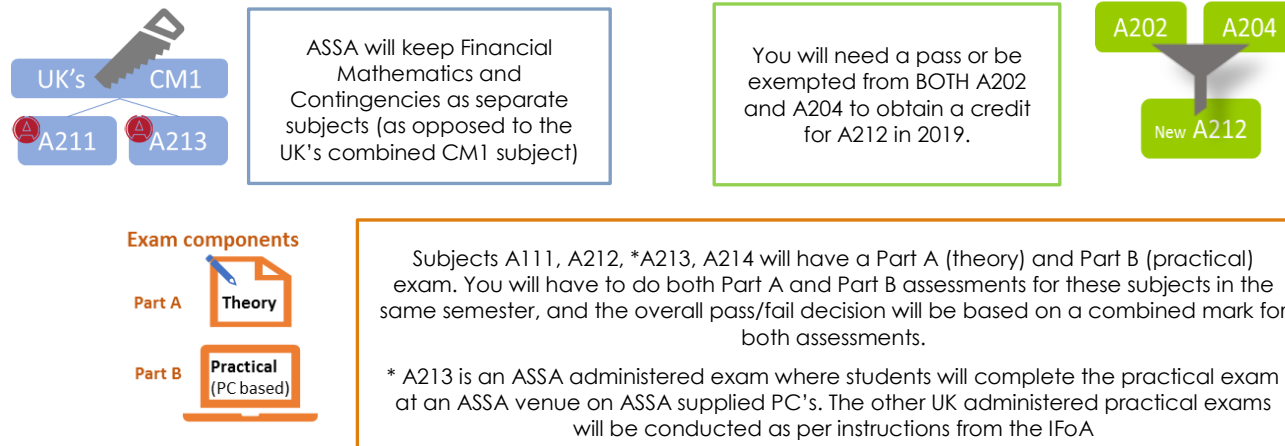 UK's CM1
A211 A213
ASSA will keep Financial
Mathematics and
Contingencies as separate
subjects (as opposed to the
UK's combined CM1 subject)
You will need a pass or be
exempted from BOTH A202
and A204 to obtain a credit
for A212 in 2019.
A202 A204
New A212
Exam components
Part A Theory
Part B Practical
(PC based)
Subjects A111, A212, *A213, A214 will have a Part A (theory) and Part B (practical)
exam. You will have to do both Part A and Part B assessments for these subjects in the
same semester, and the overall pass/fail decision will be based on a combined mark for
both assessments.
* A213 is an ASSA administered exam where students will complete the practical exam
at an ASSA venue on ASSA supplied PC's. The other UK administered practical exams
will be conducted as per instructions from the IFoA